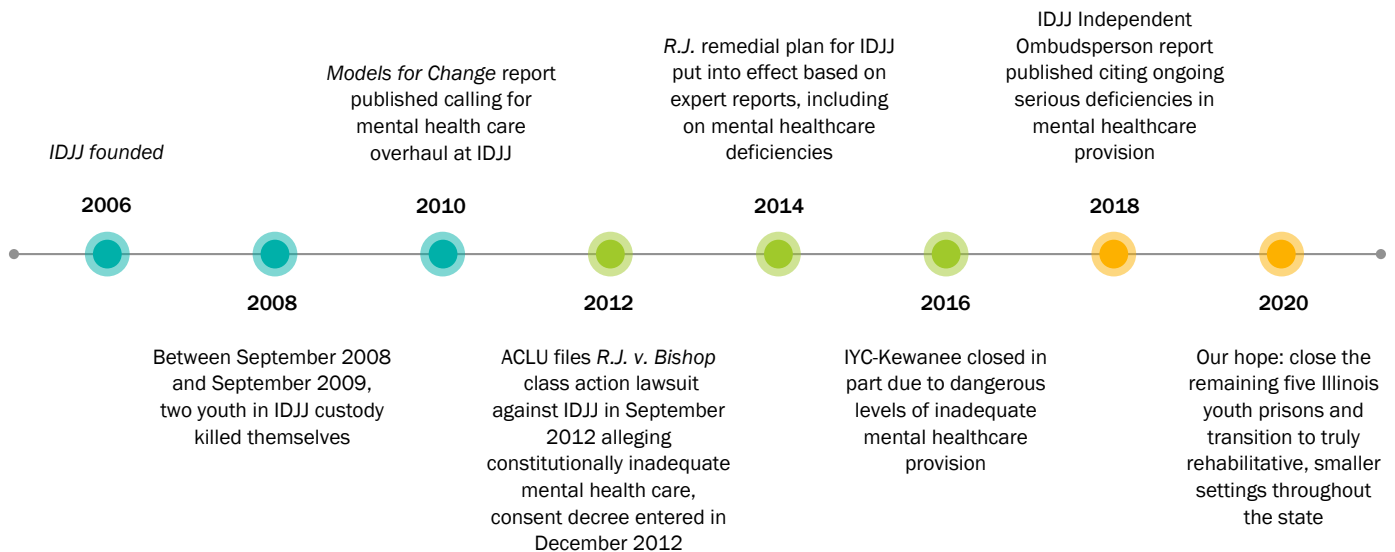 IDJJ founded
2006
2008
Between September 2008
and September 2009,
two youth in IDJJ custody
killed themselves
Models for Change report
published calling for
mental health care
overhaul at IDJJ
2010
2012
ACLU files R.J. v. Bishop
class action lawsuit
against IDJJ in September
2012 alleging
constitutionally inadequate
mental health care,
consent decree entered in
December 2012
R.J. remedial plan for IDJJ
put into effect based on
expert reports, including
on mental healthcare
deficiencies
2014
2016
IYC-Kewanee closed in
part due to dangerous
levels of inadequate
mental healthcare
provision
IDJJ Independent
Ombudsperson report
published citing ongoing
serious deficiencies in
mental healthcare
provision
2018
2020
Our hope: close the
remaining five Illinois
youth prisons and
transition to truly
rehabilitative, smaller
settings throughout
the state